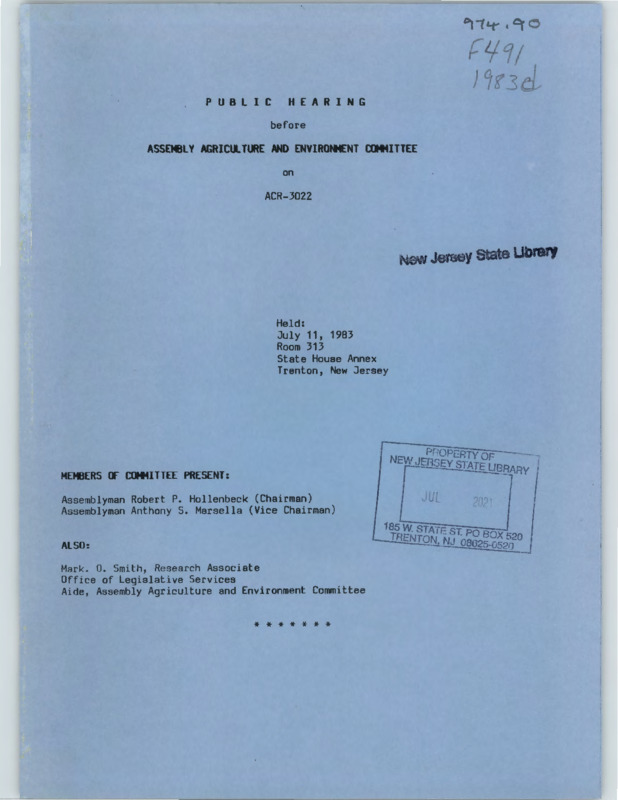 974.90
F491
1983d
PUBLIC HEARING
before
ASSEMBLY AGRICULTURE AND ENVIRONMENT COMMITTEE
on
ACR-3022
New Jersey State Library
Held:
July 11, 1983
Room 313
State House Annex
Trenton, New Jersey
MEMBERS OF COMMITTEE PRESENT:
Assemblyman Robert P. Hollenbeck (Chairman)
Assemblyman Anthony S. Marsella (Vice Chairman)
PROPERTY OF
NEW JERSEY STATE LIBRARY
JUL 2021
185 W. STATE ST. PO BOX 520
TRENTON, NJ 08625-0520
ALSO:
Mark. O. Smith, Research Associate
Office of Legislative Services
Aide, Assembly Agriculture and Environment Committee
* * * * * * *